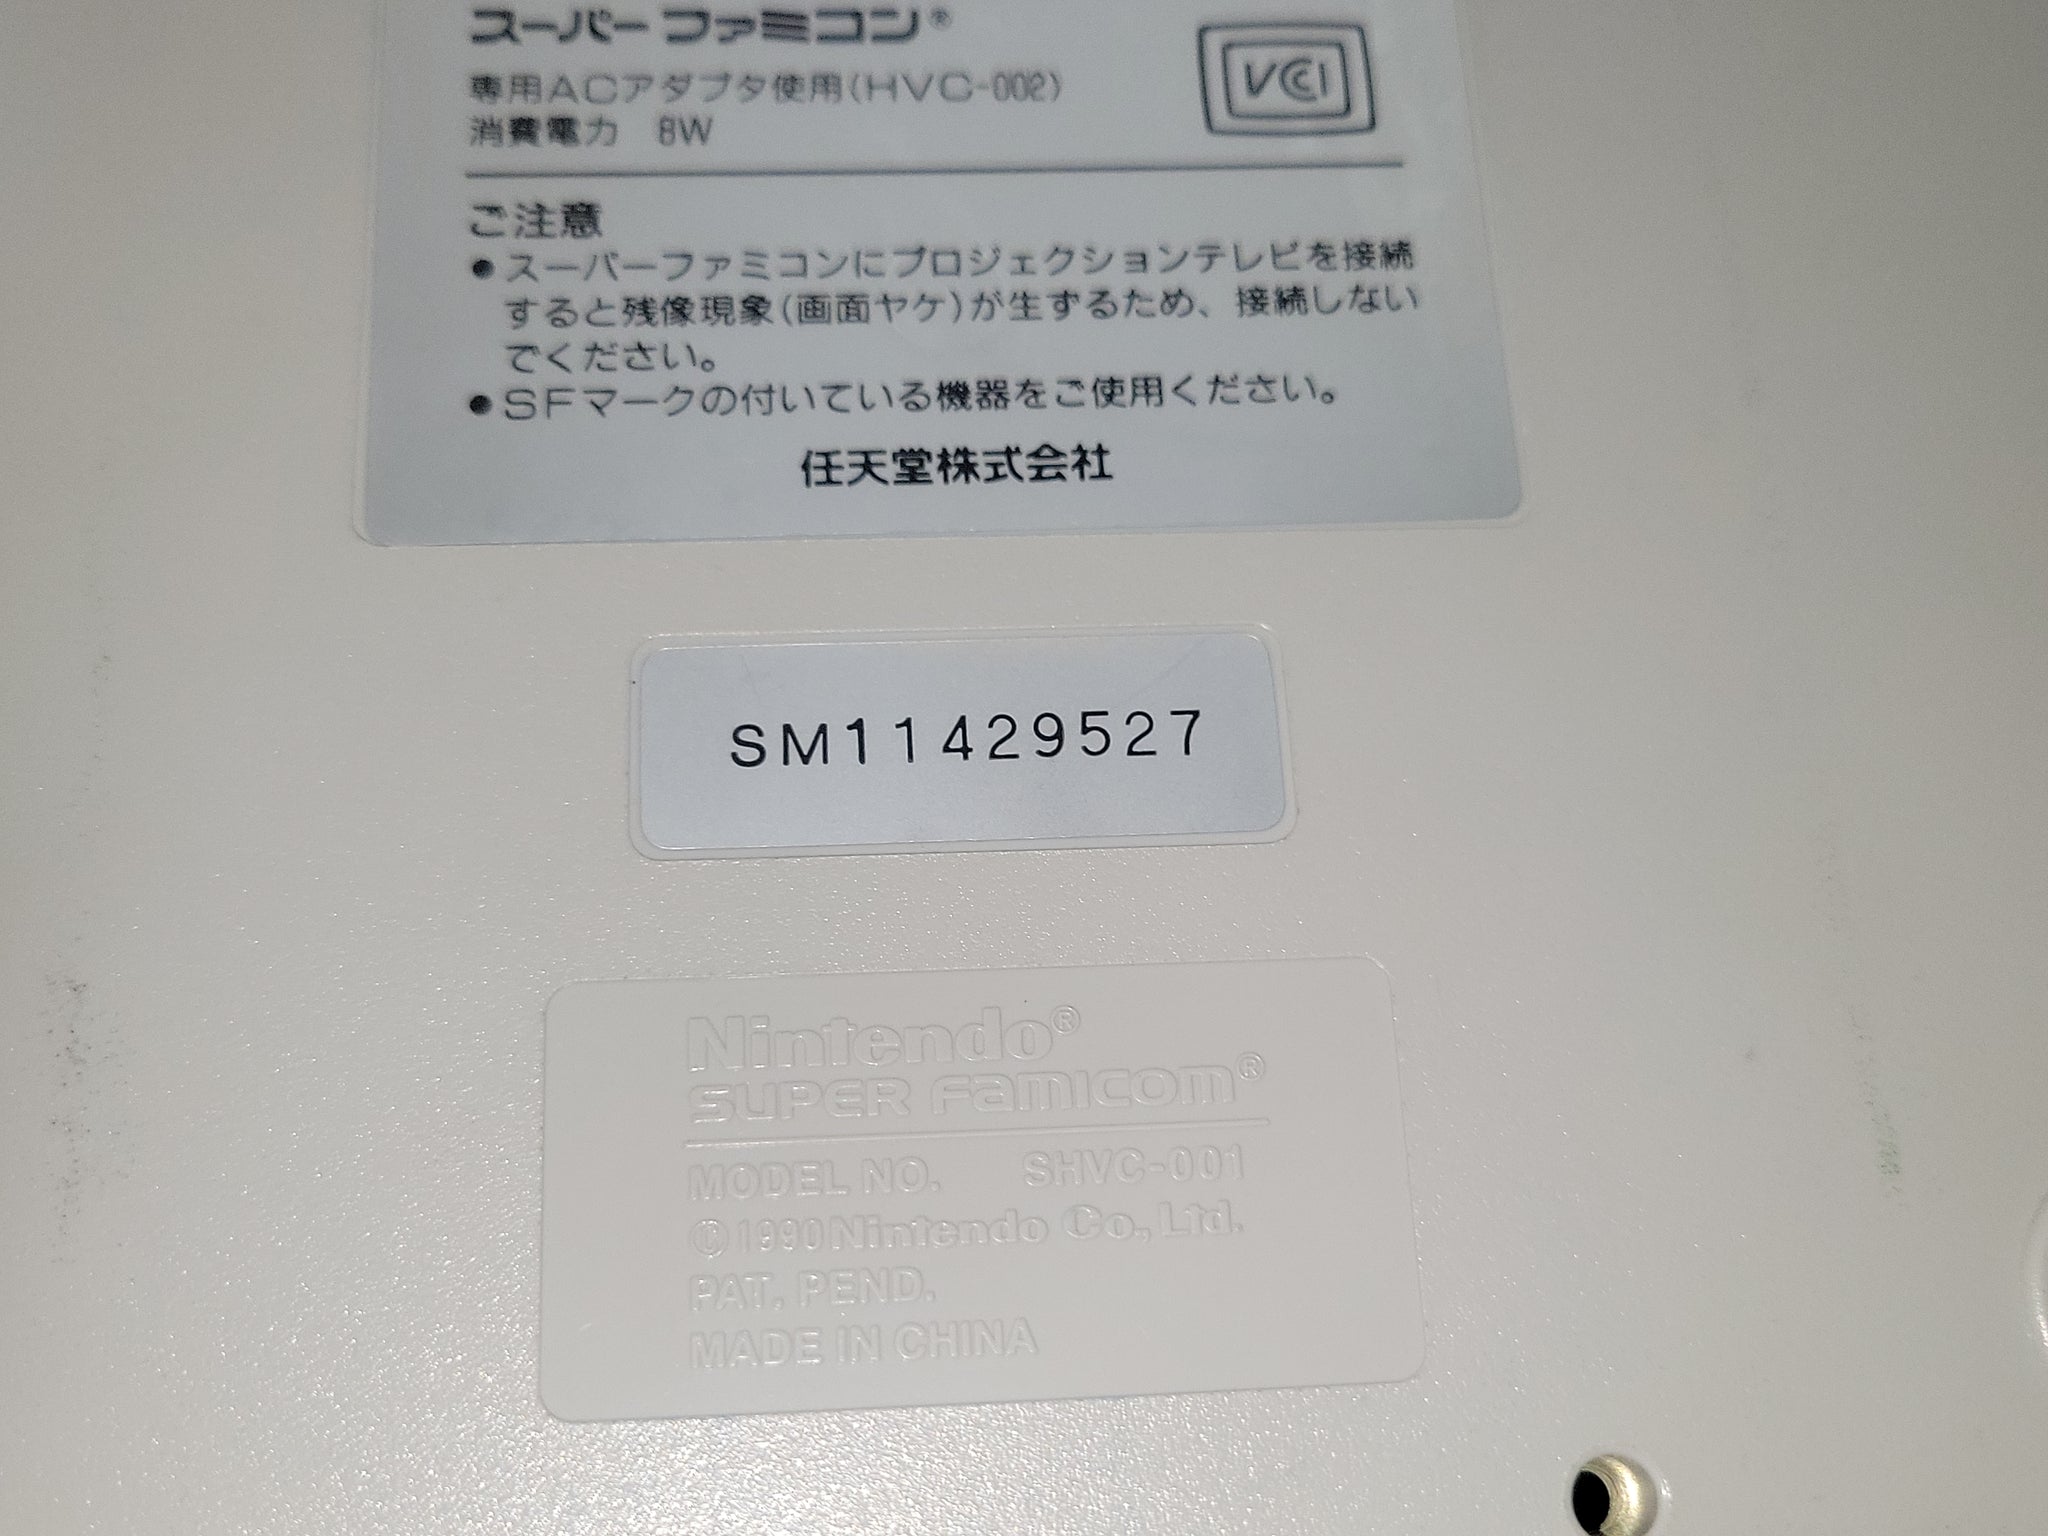 スーパーファミコン®
専用ACアダプタ使用(HVC-002)
消費電力 8W
VCCI
ご注意
●スーパーファミコンにプロジェクションテレビを接続
すると残像現象(画面ヤケ)が生ずるため、接続しない
でください。
●SFマークの付いている機器をご使用ください。
任天堂株式会社
SM11429527
Nintendo®
SUPER FAMICOM®
MODEL NO. SHVC-001
©1990 Nintendo Co., Ltd.
PAT. PEND.
MADE IN CHINA